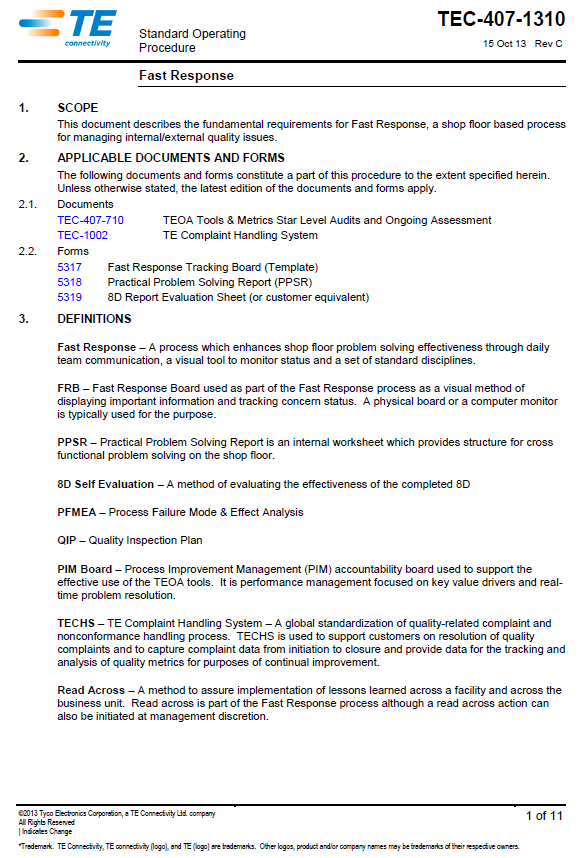 TE
connectivity
Standard Operating
Procedure
TEC-407-1310
15 Oct 13 Rev C
Fast Response
1. SCOPE
This document describes the fundamental requirements for Fast Response, a shop floor based process
for managing internal/external quality issues.
2. APPLICABLE DOCUMENTS AND FORMS
The following documents and forms constitute a part of this procedure to the extent specified herein.
Unless otherwise stated, the latest edition of the documents and forms apply.
2.1. Documents
TEC-407-710 TEOA Tools & Metrics Star Level Audits and Ongoing Assessment
TEC-1002 TE Complaint Handling System
2.2. Forms
5317 Fast Response Tracking Board (Template)
5318 Practical Problem Solving Report (PPSR)
5319 8D Report Evaluation Sheet (or customer equivalent)
3. DEFINITIONS
Fast Response – A process which enhances shop floor problem solving effectiveness through daily
team communication, a visual tool to monitor status and a set of standard disciplines.
FRB – Fast Response Board used as part of the Fast Response process as a visual method of
displaying important information and tracking concern status. A physical board or a computer monitor
is typically used for the purpose.
PPSR – Practical Problem Solving Report is an internal worksheet which provides structure for cross
functional problem solving on the shop floor.
8D Self Evaluation – A method of evaluating the effectiveness of the completed 8D
PFMEA – Process Failure Mode & Effect Analysis
QIP – Quality Inspection Plan
PIM Board – Process Improvement Management (PIM) accountability board used to support the
effective use of the TEOA tools. It is performance management focused on key value drivers and real-
time problem resolution.
TECHS – TE Complaint Handling System – A global standardization of quality-related complaint and
nonconformance handling process. TECHS is used to support customers on resolution of quality
complaints and to capture complaint data from initiation to closure and provide data for the tracking and
analysis of quality metrics for purposes of continual improvement.
Read Across – A method to assure implementation of lessons learned across a facility and across the
business unit. Read across is part of the Fast Response process although a read across action can
also be initiated at management discretion.
©2013 Tyco Electronics Corporation, a TE Connectivity Ltd. company
All Rights Reserved
| Indicates Change
1 of 11
*Trademark. TE Connectivity, TE connectivity (logo), and TE (logo) are trademarks. Other logos, product and/or company names may be trademarks of their respective owners.